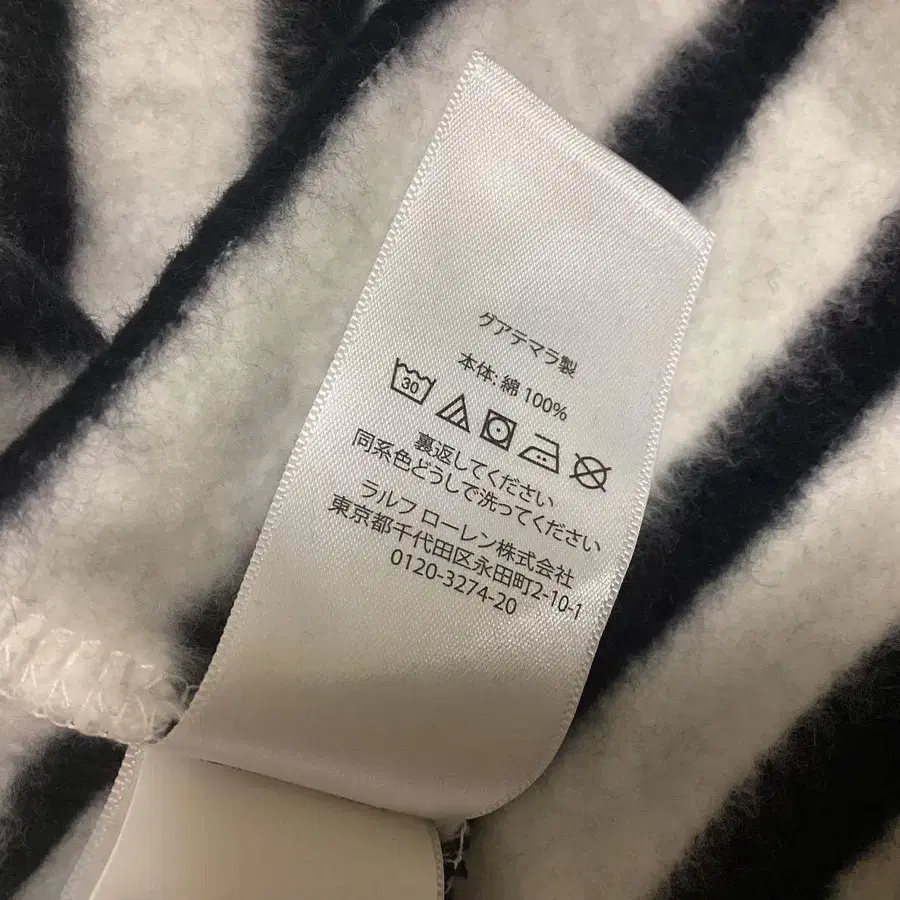 グアテマラ製
本体: 綿 100%
30
裏返してください
同系色どうしで洗ってください
ラルフ ローレン株式会社
東京都千代田区永田町2-10-1
0120-3274-20